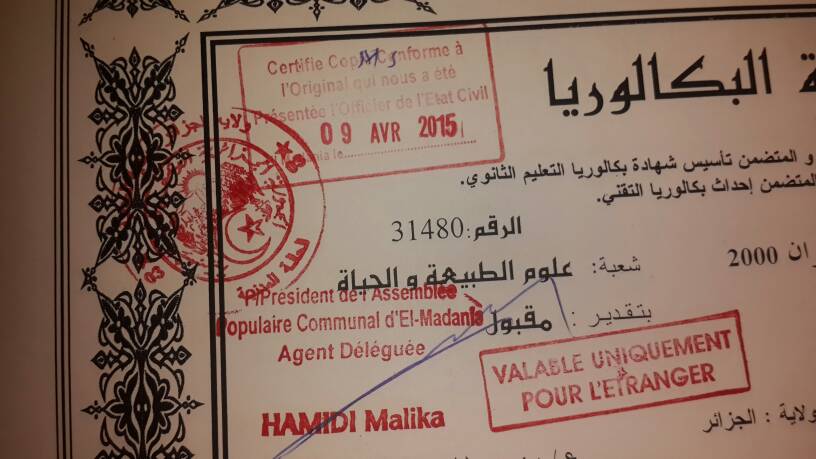 Certifie Copie Conforme à
l'Original qui nous a été
Présentée l'Officier de l'Etat Civil
09 AVR 2015
البكالوريا
و المتضمن تأسيس شهادة بكالوريا التعليم الثانوي.
المتضمن إحداث بكالوريا التقني.
الرقم:31480
2000
شعبة: علوم الطبيعة و الحياة
بتقدير: مقبول
P/Président de l'Assemblée
Populaire Communal d'El-Madania
Agent Déléguée
HAMIDI Malika
VALABLE UNIQUEMENT
POUR L'ETRANGER
ولاية : الجزائر